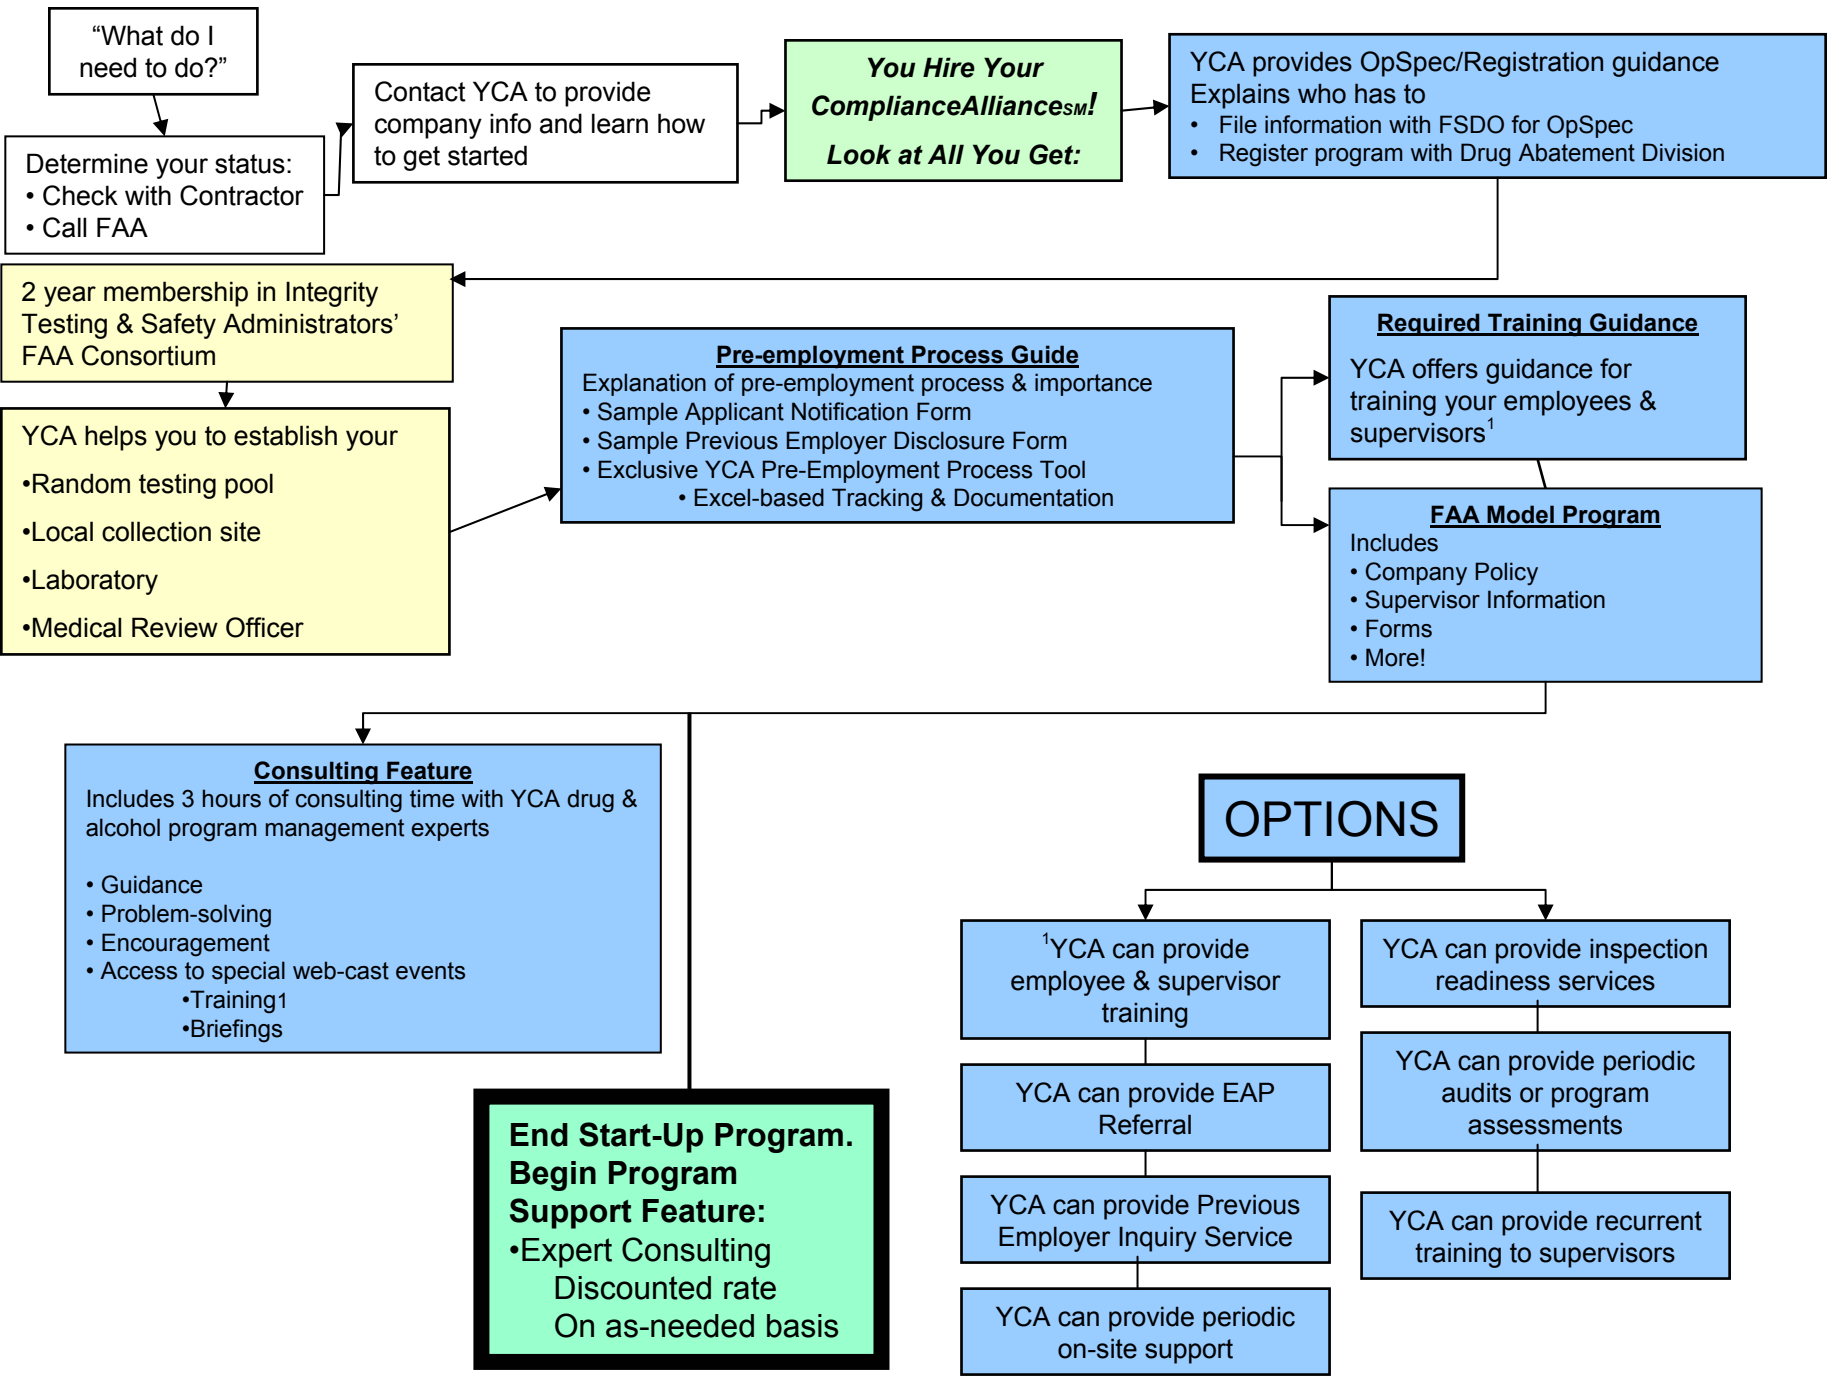 “What do I
need to do?”
Determine your status:
• Check with Contractor
• Call FAA
Contact YCA to provide
company info and learn how
to get started
You Hire Your
ComplianceAllianceSM!
Look at All You Get:
YCA provides OpSpec/Registration guidance
Explains who has to
• File information with FSDO for OpSpec
• Register program with Drug Abatement Division
2 year membership in Integrity
Testing & Safety Administrators’
FAA Consortium
YCA helps you to establish your
•Random testing pool
•Local collection site
•Laboratory
•Medical Review Officer
Pre-employment Process Guide
Explanation of pre-employment process & importance
• Sample Applicant Notification Form
• Sample Previous Employer Disclosure Form
• Exclusive YCA Pre-Employment Process Tool
• Excel-based Tracking & Documentation
Required Training Guidance
YCA offers guidance for
training your employees &
supervisors1
FAA Model Program
Includes
• Company Policy
• Supervisor Information
• Forms
• More!
Consulting Feature
Includes 3 hours of consulting time with YCA drug &
alcohol program management experts
• Guidance
• Problem-solving
• Encouragement
• Access to special web-cast events
•Training1
•Briefings
End Start-Up Program.
Begin Program
Support Feature:
•Expert Consulting
Discounted rate
On as-needed basis
OPTIONS
1YCA can provide
employee & supervisor
training
YCA can provide EAP
Referral
YCA can provide Previous
Employer Inquiry Service
YCA can provide periodic
on-site support
YCA can provide inspection
readiness services
YCA can provide periodic
audits or program
assessments
YCA can provide recurrent
training to supervisors